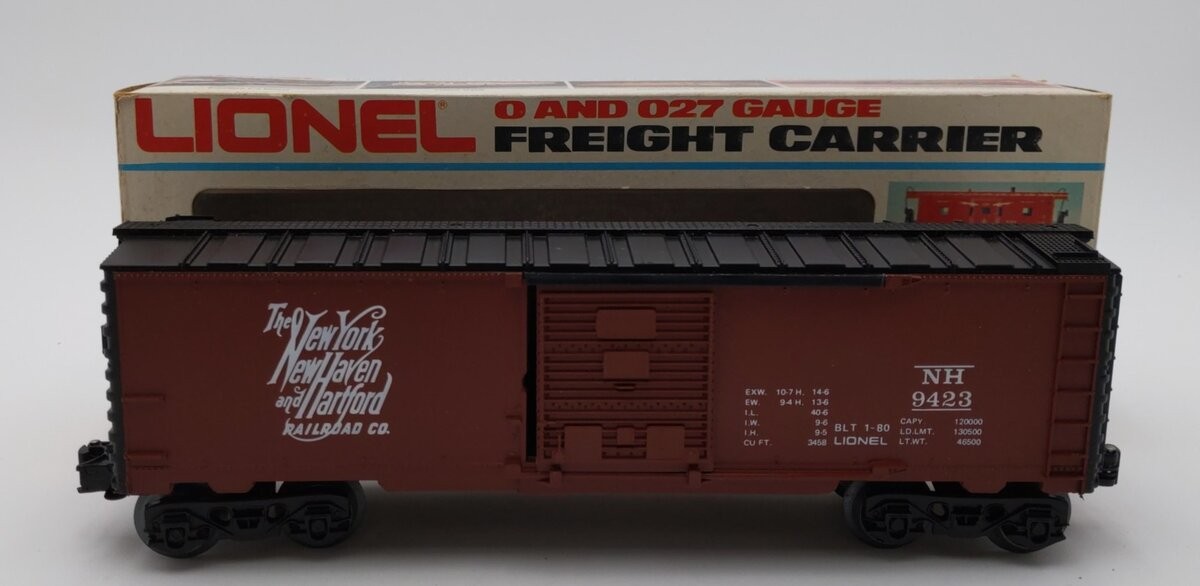 LIONEL®
O AND O27 GAUGE
FREIGHT CARRIER
The
New York
New Haven
and Hartford
RAILROAD CO.
EXW. 10-7 H. 14-6
EW. 9-4 H. 13-6
I.L. 40-6
I.W. 9-6
I.H. 9-5
CU FT. 3458
BLT 1-80
LIONEL
NH
9423
CAPY 120000
LD.LMT. 130500
LT.WT. 46500